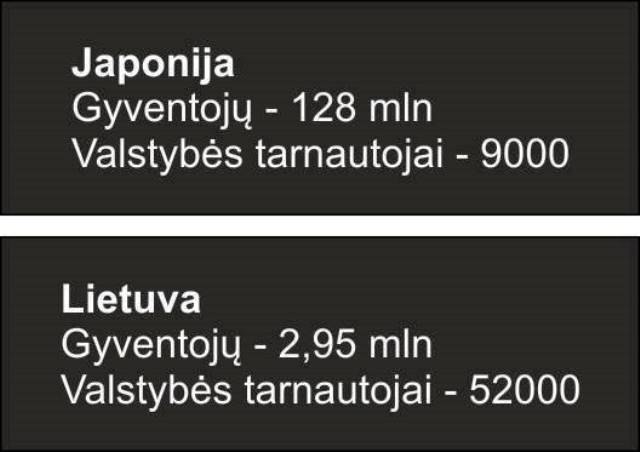 Japonija
Gyventojų - 128 mln
Valstybės tarnautojai - 9000
Lietuva
Gyventojų - 2,95 mln
Valstybės tarnautojai - 52000